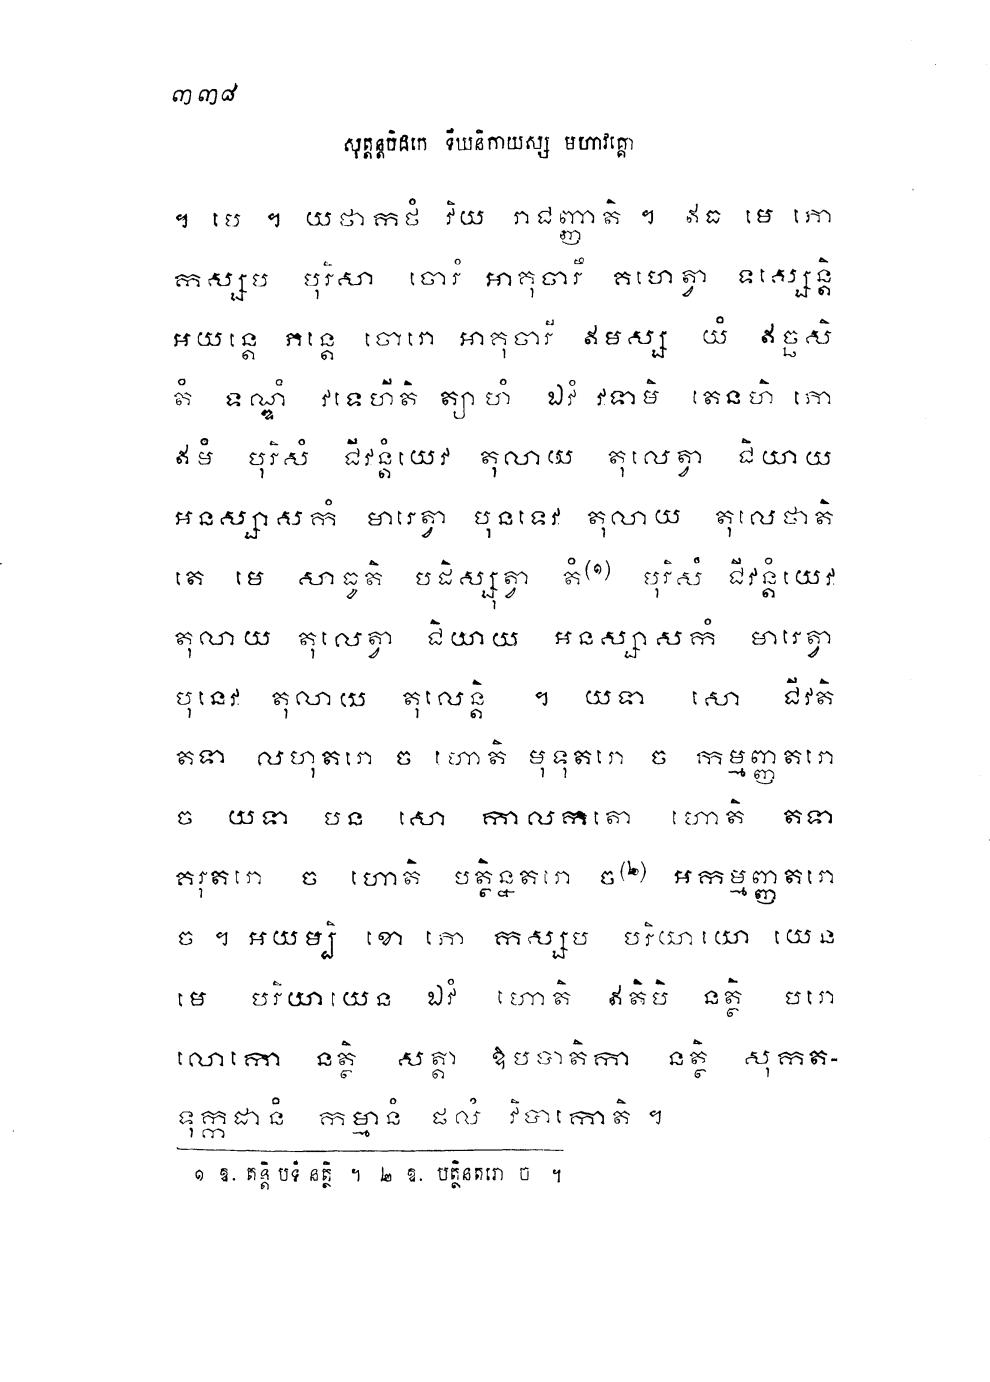 ៣៣៨
សុត្តន្តបិដកេ ទីឃនិកាយស្ស មហាវគ្គោ
។ បេ ។ យថាកថំ វិយ រាជញ្ញាតិ ។ ឥធ មេ ភោ
កស្សប បុរិសា ចោរំ អាគុចារឹ គហេត្វា ទស្សេន្តិ
អយន្តេ ភន្តេ ចោរោ អាគុចារី ឥមស្ស យំ ឥច្ឆសិ
តំ ទណ្ឌំ វទេហីតិ ត្យាហំ ឯវំ វទាមិ តេនហិ ភោ
ឥមំ បុរិសំ ជីវន្តំយេវ តុលាយ តុលេត្វា ជិយាយ
អនស្សាសកំ មារេត្វា បុនទេវ តុលាយ តុលេថាតិ
តេ មេ សាធូតិ បដិស្សុត្វា តំ(១) បុរិសំ ជីវន្តំយេវ
តុលាយ តុលេត្វា ជិយាយ អនស្សាសកំ មារេត្វា
បុនេវ តុលាយ តុលេន្តិ ។ យទា សោ ជីវតិ
តទា លហុតរោ ច ហោតិ មុទុតរោ ច កម្មញ្ញតរោ
ច យទា បន សោ កាលកតោ ហោតិ តទា
គរុតរោ ច ហោតិ បត្ថិន្នតរោ ច(២) អកម្មញ្ញតរោ
ច ។ អយម្បិ ខោ ភោ កស្សប បរិយាយោ យេន
មេ បរិយាយេន ឯវំ ហោតិ ឥតិបិ នត្ថិ បរោ
លោកោ នត្ថិ សត្តា ឱបបាតិកា នត្ថិ សុកត-
ទុក្កដានំ កម្មានំ ផលំ វិបាកោតិ ។
១ ឱ. តន្តិ បទំ នត្ថិ ។ ២ ឱ. បត្ថិនតរោ ច ។